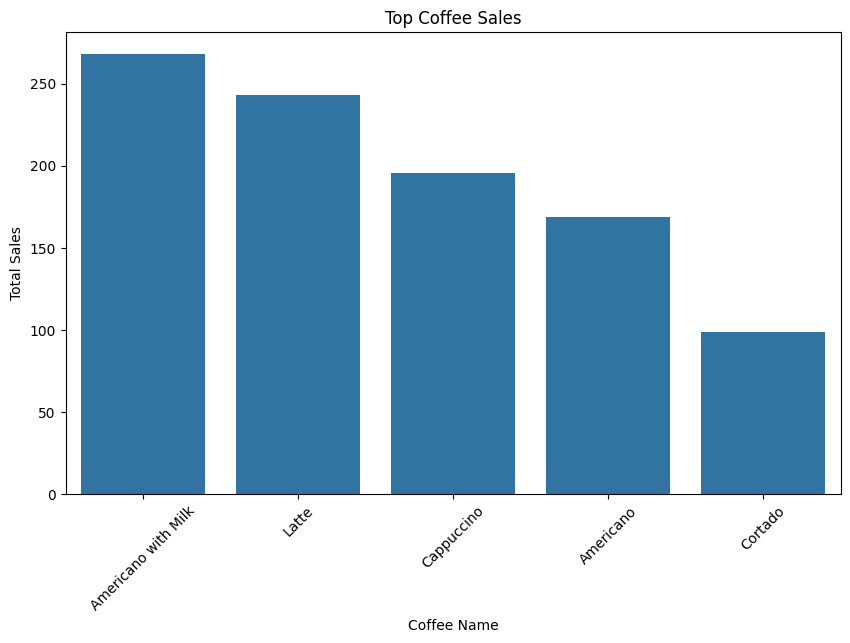 Top Coffee Sales
Total Sales
250
200
150
100
50
0
Americano with Milk
Latte
Cappuccino
Americano
Cortado
Coffee Name